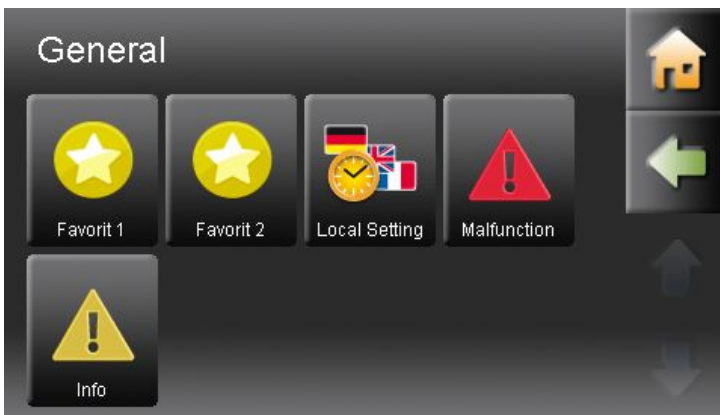 General
Favorit 1
Favorit 2
Local Setting
Malfunction
Info